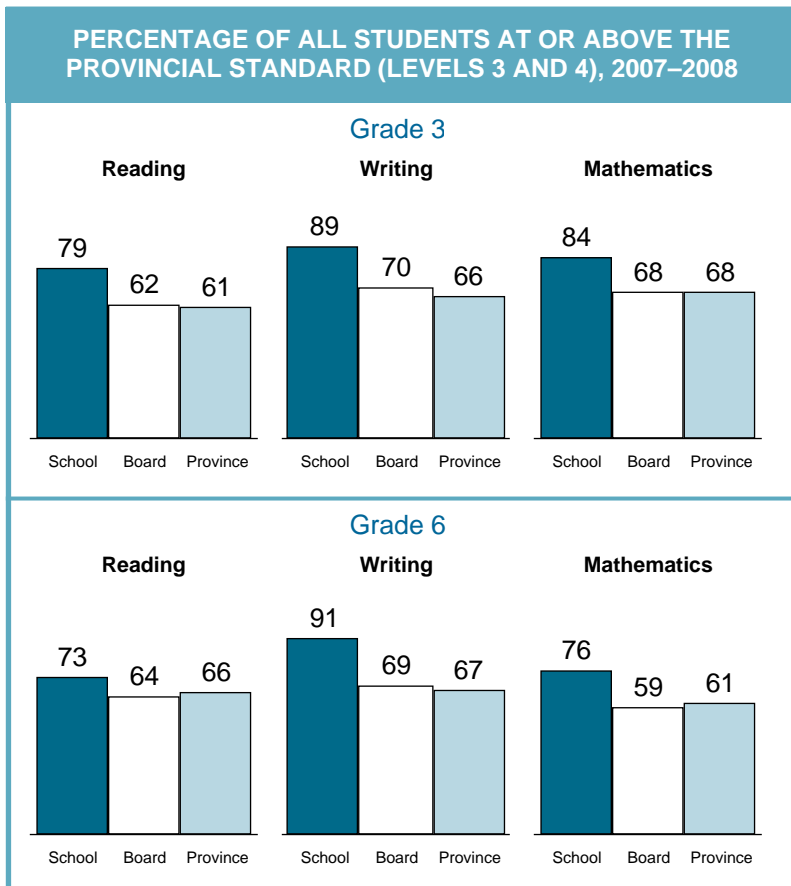 PERCENTAGE OF ALL STUDENTS AT OR ABOVE THE
PROVINCIAL STANDARD (LEVELS 3 AND 4), 2007–2008
Grade 3
Reading Writing Mathematics
79 62 61 89 70 66 84 68 68
School Board Province School Board Province School Board Province
Grade 6
Reading Writing Mathematics
73 64 66 91 69 67 76 59 61
School Board Province School Board Province School Board Province